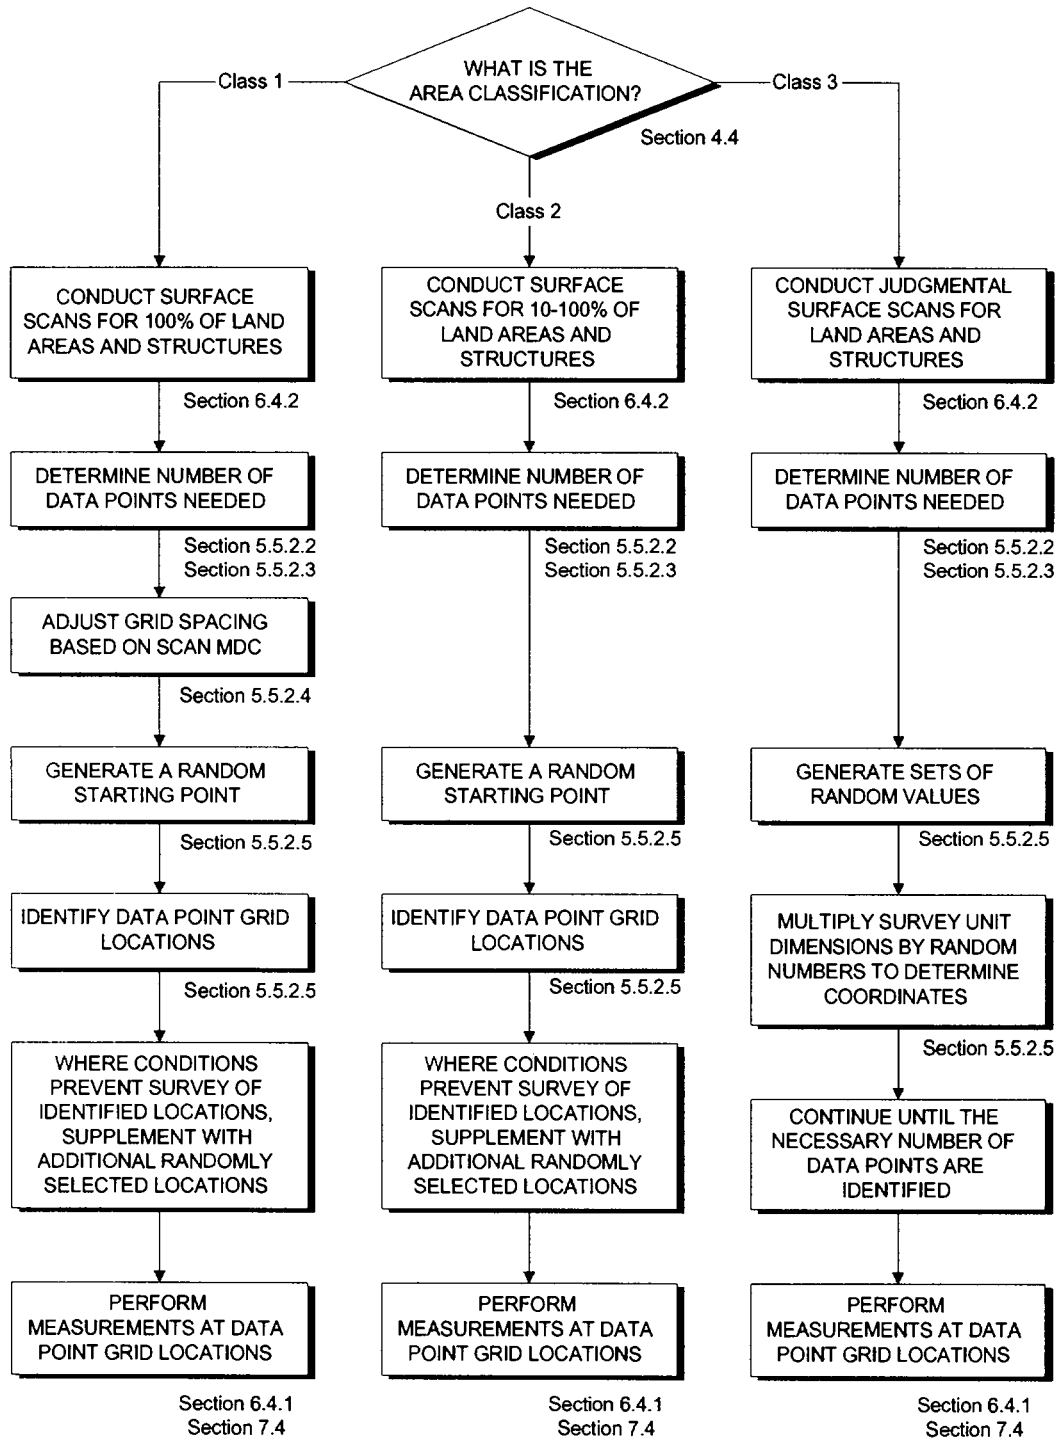 WHAT IS THE
AREA CLASSIFICATION?
Class 1
Class 3
Section 4.4
Class 2
CONDUCT SURFACE
SCANS FOR 100% OF LAND
AREAS AND STRUCTURES
Section 6.4.2
DETERMINE NUMBER OF
DATA POINTS NEEDED
Section 5.5.2.2
Section 5.5.2.3
ADJUST GRID SPACING
BASED ON SCAN MDC
Section 5.5.2.4
GENERATE A RANDOM
STARTING POINT
Section 5.5.2.5
IDENTIFY DATA POINT GRID
LOCATIONS
Section 5.5.2.5
WHERE CONDITIONS
PREVENT SURVEY OF
IDENTIFIED LOCATIONS,
SUPPLEMENT WITH
ADDITIONAL RANDOMLY
SELECTED LOCATIONS
PERFORM
MEASUREMENTS AT DATA
POINT GRID LOCATIONS
Section 6.4.1
Section 7.4
CONDUCT SURFACE
SCANS FOR 10-100% OF
LAND AREAS AND
STRUCTURES
Section 6.4.2
DETERMINE NUMBER OF
DATA POINTS NEEDED
Section 5.5.2.2
Section 5.5.2.3
GENERATE A RANDOM
STARTING POINT
Section 5.5.2.5
IDENTIFY DATA POINT GRID
LOCATIONS
Section 5.5.2.5
WHERE CONDITIONS
PREVENT SURVEY OF
IDENTIFIED LOCATIONS,
SUPPLEMENT WITH
ADDITIONAL RANDOMLY
SELECTED LOCATIONS
PERFORM
MEASUREMENTS AT DATA
POINT GRID LOCATIONS
Section 6.4.1
Section 7.4
CONDUCT JUDGMENTAL
SURFACE SCANS FOR
LAND AREAS AND
STRUCTURES
Section 6.4.2
DETERMINE NUMBER OF
DATA POINTS NEEDED
Section 5.5.2.2
Section 5.5.2.3
GENERATE SETS OF
RANDOM VALUES
Section 5.5.2.5
MULTIPLY SURVEY UNIT
DIMENSIONS BY RANDOM
NUMBERS TO DETERMINE
COORDINATES
Section 5.5.2.5
CONTINUE UNTIL THE
NECESSARY NUMBER OF
DATA POINTS ARE
IDENTIFIED
PERFORM
MEASUREMENTS AT DATA
POINT GRID LOCATIONS
Section 6.4.1
Section 7.4